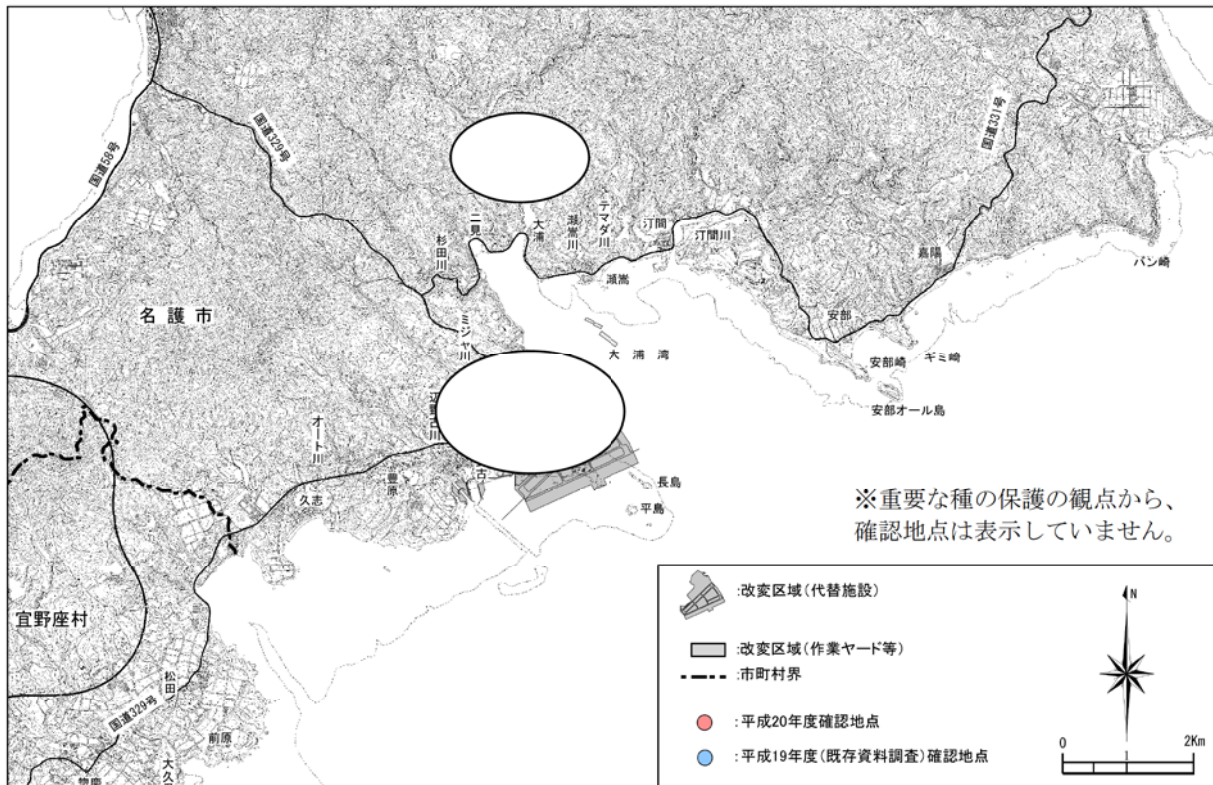 国道58号
国道329号
国道331号
名護市
杉田川
二見
大浦
瀬嵩川
テマダ川
汀間
汀間川
瀬嵩
嘉陽
バン崎
安部
安部崎
ギミ崎
安部オール島
ミジャ川
大浦湾
辺野古川
オート川
久志
豊原
古
長島
平島
宜野座村
松田
国道329号
前原
惣慶
大久
※重要な種の保護の観点から、
確認地点は表示していません。
:改変区域(代替施設)
:改変区域(作業ヤード等)
:市町村界
:平成20年度確認地点
:平成19年度(既存資料調査)確認地点
N
0 2Km